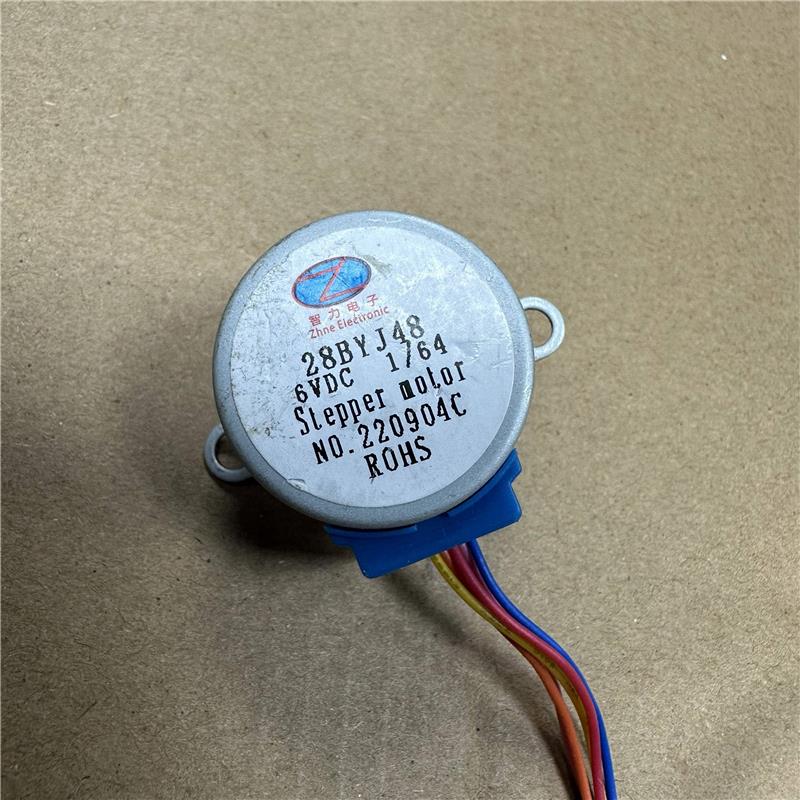 智力电子
Zhne Electronic
28BYJ48
6VDC 1/64
Stepper motor
NO.220904C
ROHS